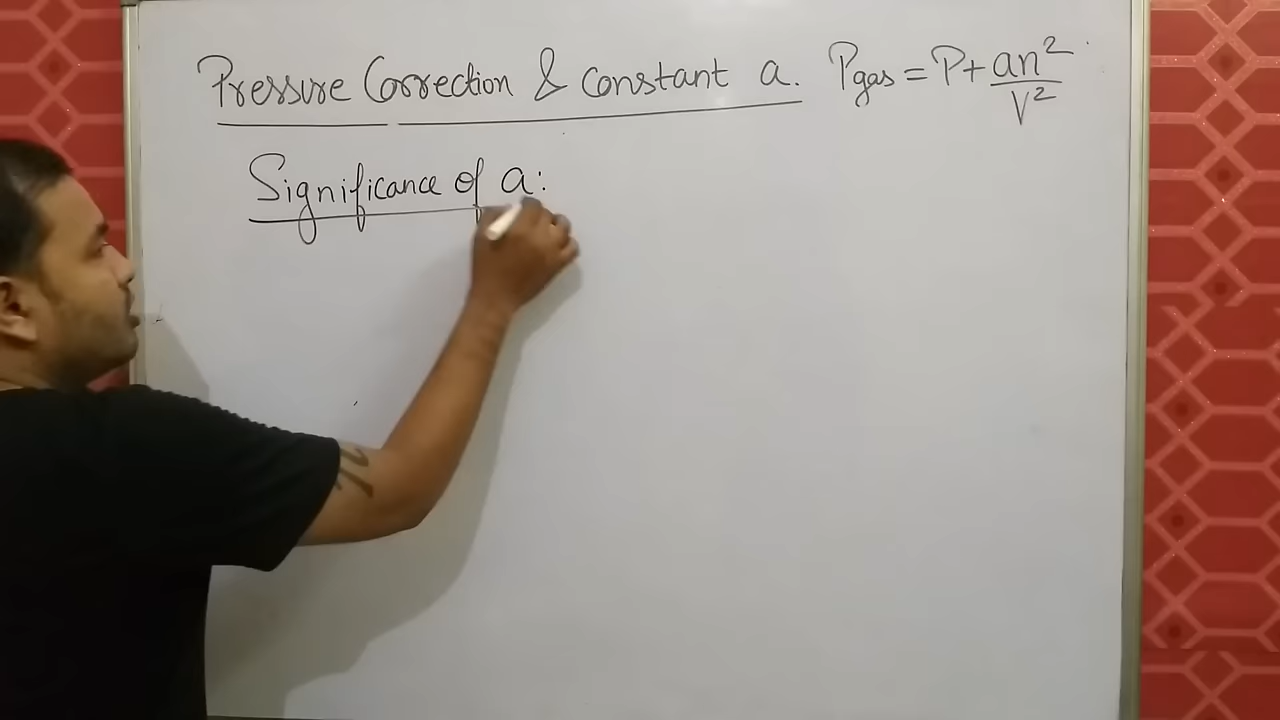 Pressure Correction & Constant a. Pgas = P + an²/V²
Significance of a: